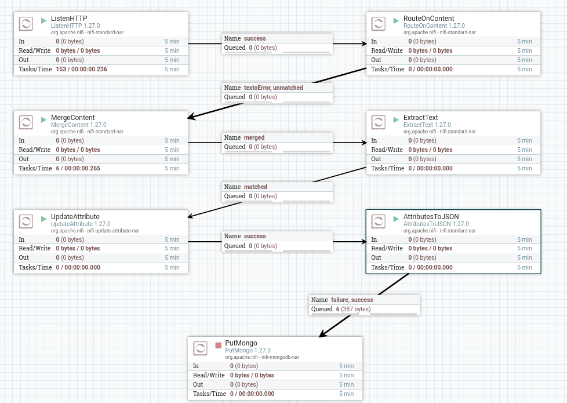 ListenHTTP
ListenHTTP 1.27.0
org.apache.nifi - nifi-standard-nar
In 0 (0 bytes) 5 min
Read/Write 0 bytes / 0 bytes 5 min
Out 0 (0 bytes) 5 min
Tasks/Time 153 / 00:00:00.236 5 min
Name success
Queued 0 (0 bytes)
RouteOnContent
RouteOnContent 1.27.0
org.apache.nifi - nifi-standard-nar
In 0 (0 bytes) 5 min
Read/Write 0 bytes / 0 bytes 5 min
Out 0 (0 bytes) 5 min
Tasks/Time 0 / 00:00:00.000 5 min
Name textoError, unmatched
Queued 0 (0 bytes)
MergeContent
MergeContent 1.27.0
org.apache.nifi - nifi-standard-nar
In 0 (0 bytes) 5 min
Read/Write 0 bytes / 0 bytes 5 min
Out 0 (0 bytes) 5 min
Tasks/Time 6 / 00:00:00.265 5 min
Name merged
Queued 0 (0 bytes)
ExtractText
ExtractText 1.27.0
org.apache.nifi - nifi-standard-nar
In 0 (0 bytes) 5 min
Read/Write 0 bytes / 0 bytes 5 min
Out 0 (0 bytes) 5 min
Tasks/Time 0 / 00:00:00.000 5 min
Name matched
Queued 0 (0 bytes)
UpdateAttribute
UpdateAttribute 1.27.0
org.apache.nifi - nifi-update-attribute-nar
In 0 (0 bytes) 5 min
Read/Write 0 bytes / 0 bytes 5 min
Out 0 (0 bytes) 5 min
Tasks/Time 0 / 00:00:00.000 5 min
Name success
Queued 0 (0 bytes)
AttributesToJSON
AttributesToJSON 1.27.0
org.apache.nifi - nifi-standard-nar
In 0 (0 bytes) 5 min
Read/Write 0 bytes / 0 bytes 5 min
Out 0 (0 bytes) 5 min
Tasks/Time 0 / 00:00:00.000 5 min
Name failure, success
Queued 6 (387 bytes)
PutMongo
PutMongo 1.27.0
org.apache.nifi - nifi-mongodb-nar
In 0 (0 bytes) 5 min
Read/Write 0 bytes / 0 bytes 5 min
Out 0 (0 bytes) 5 min
Tasks/Time 0 / 00:00:00.000 5 min